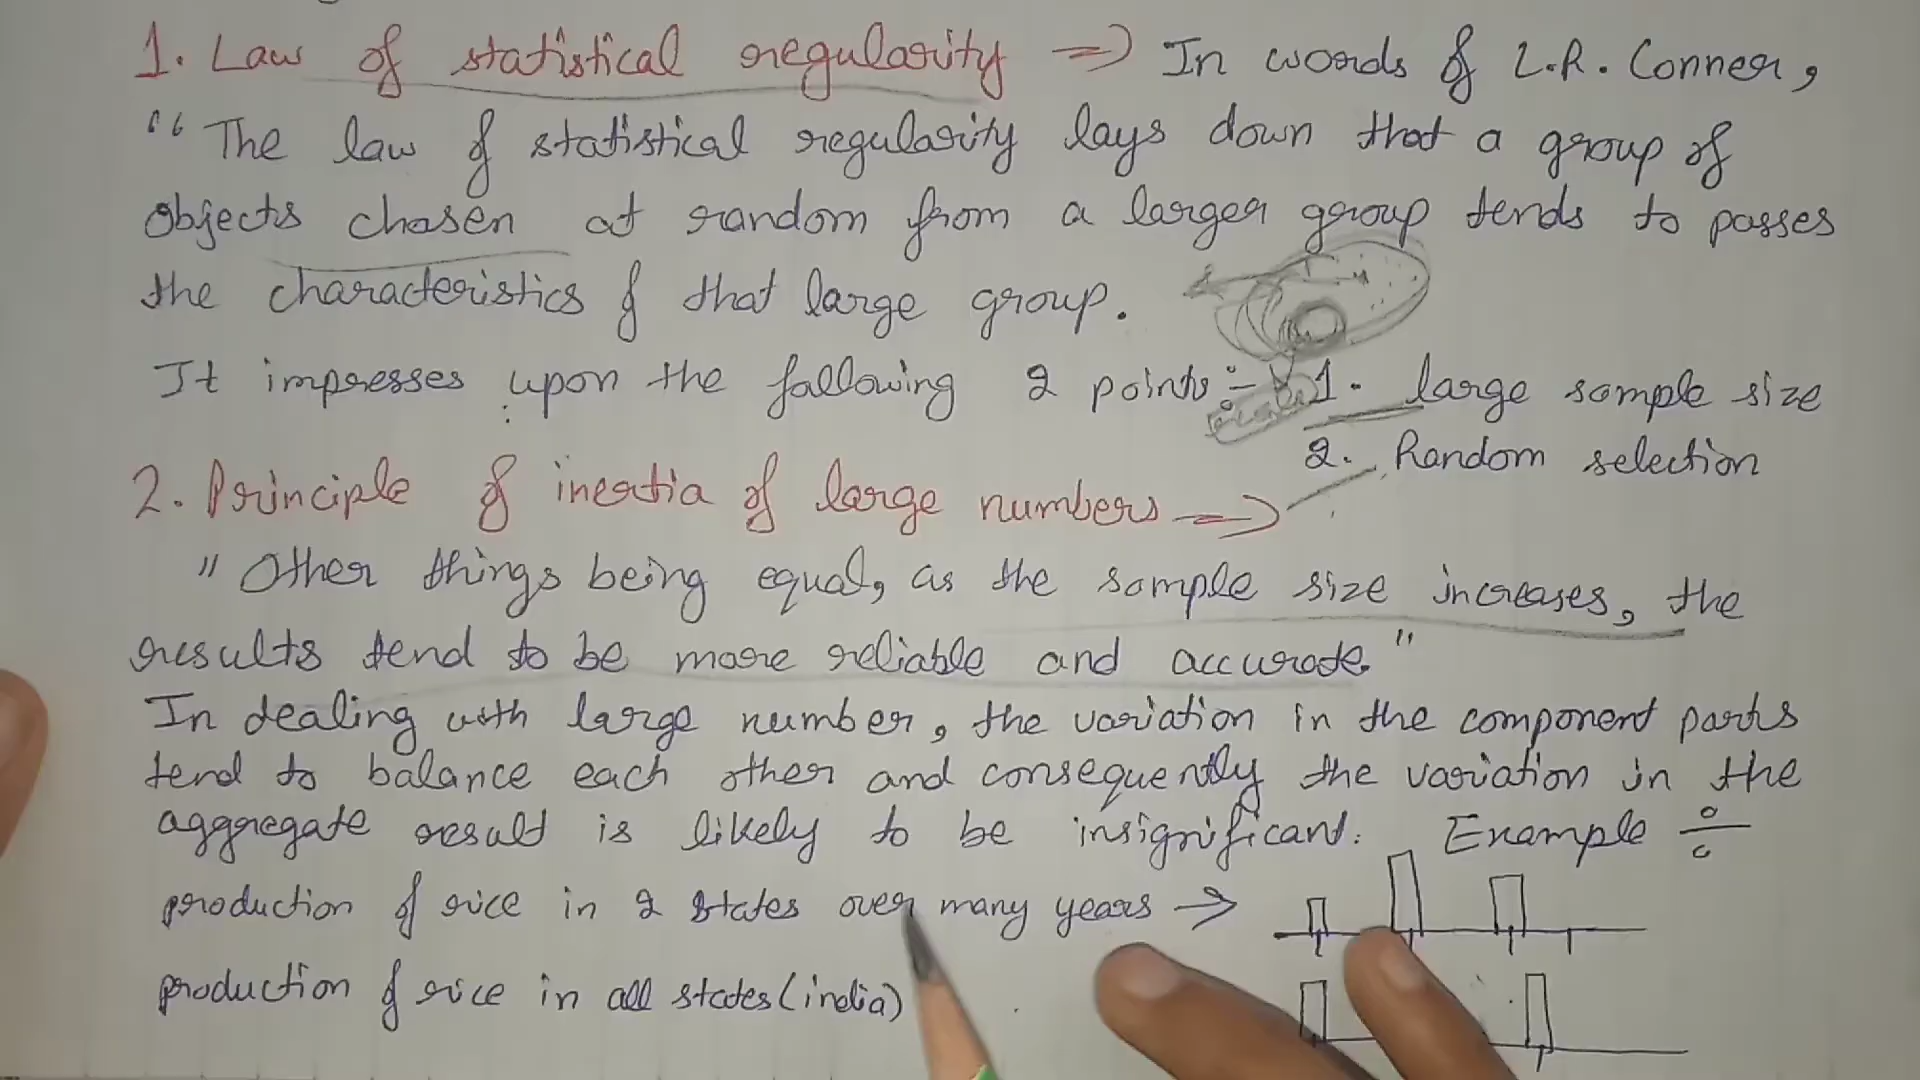 1. Law of statistical regularity => In words of L.R. Conner,
"The law of statistical regularity lays down that a group of
objects chosen at random from a larger group tends to passes
the characteristics of that large group.
It impresses upon the following 2 points :- 1. large sample size
2. Random selection
2. Principle of inertia of large numbers =>
"Other things being equal, as the sample size increases, the
results tend to be more reliable and accurate."
In dealing with large number, the variation in the component parts
tend to balance each other and consequently the variation in the
aggregate result is likely to be insignificant. Example ÷
production of rice in 2 states over many years →
production of rice in all states (india)